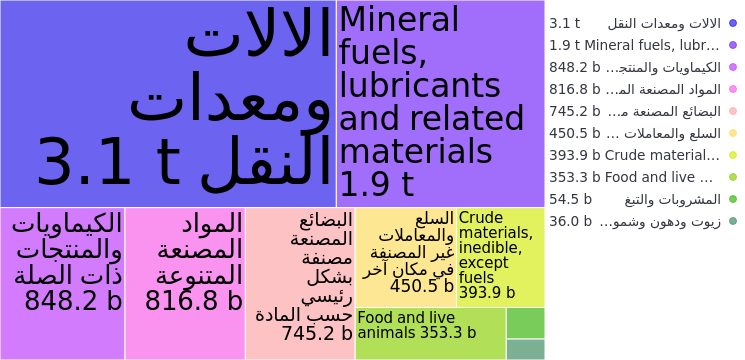 الالات
ومعدات
النقل 3.1 t
Mineral
fuels,
lubricants
and related
materials
1.9 t
الكيماويات
والمنتجات
ذات الصلة
848.2 b
المواد
المصنعة
المتنوعة
816.8 b
البضائع
المصنعة
مصنفة
بشكل
رئيسي
حسب المادة
745.2 b
السلع
والمعاملات
غير المصنفة
في مكان آخر
450.5 b
Crude
materials,
inedible,
except
fuels
393.9 b
Food and live
animals 353.3 b
3.1 t الالات ومعدات النقل
1.9 t Mineral fuels, lubr...
848.2 b الكيماويات والمنتج...
816.8 b المواد المصنعة الم...
745.2 b البضائع المصنعة م...
450.5 b السلع والمعاملات ...
393.9 b Crude material...
353.3 b Food and live ...
54.5 b المشروبات والتبغ
36.0 b زيوت ودهون وشمو...